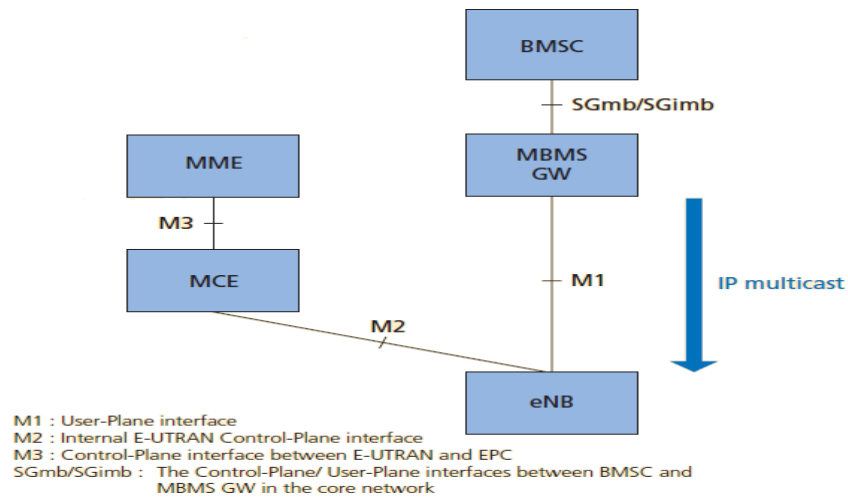 BMSC
SGmb/SGimb
MME
MBMS
GW
M3
MCE
M1
IP multicast
M2
eNB
M1 : User-Plane interface
M2 : Internal E-UTRAN Control-Plane interface
M3 : Control-Plane interface between E-UTRAN and EPC
SGmb/SGimb : The Control-Plane/ User-Plane interfaces between BMSC and
MBMS GW in the core network